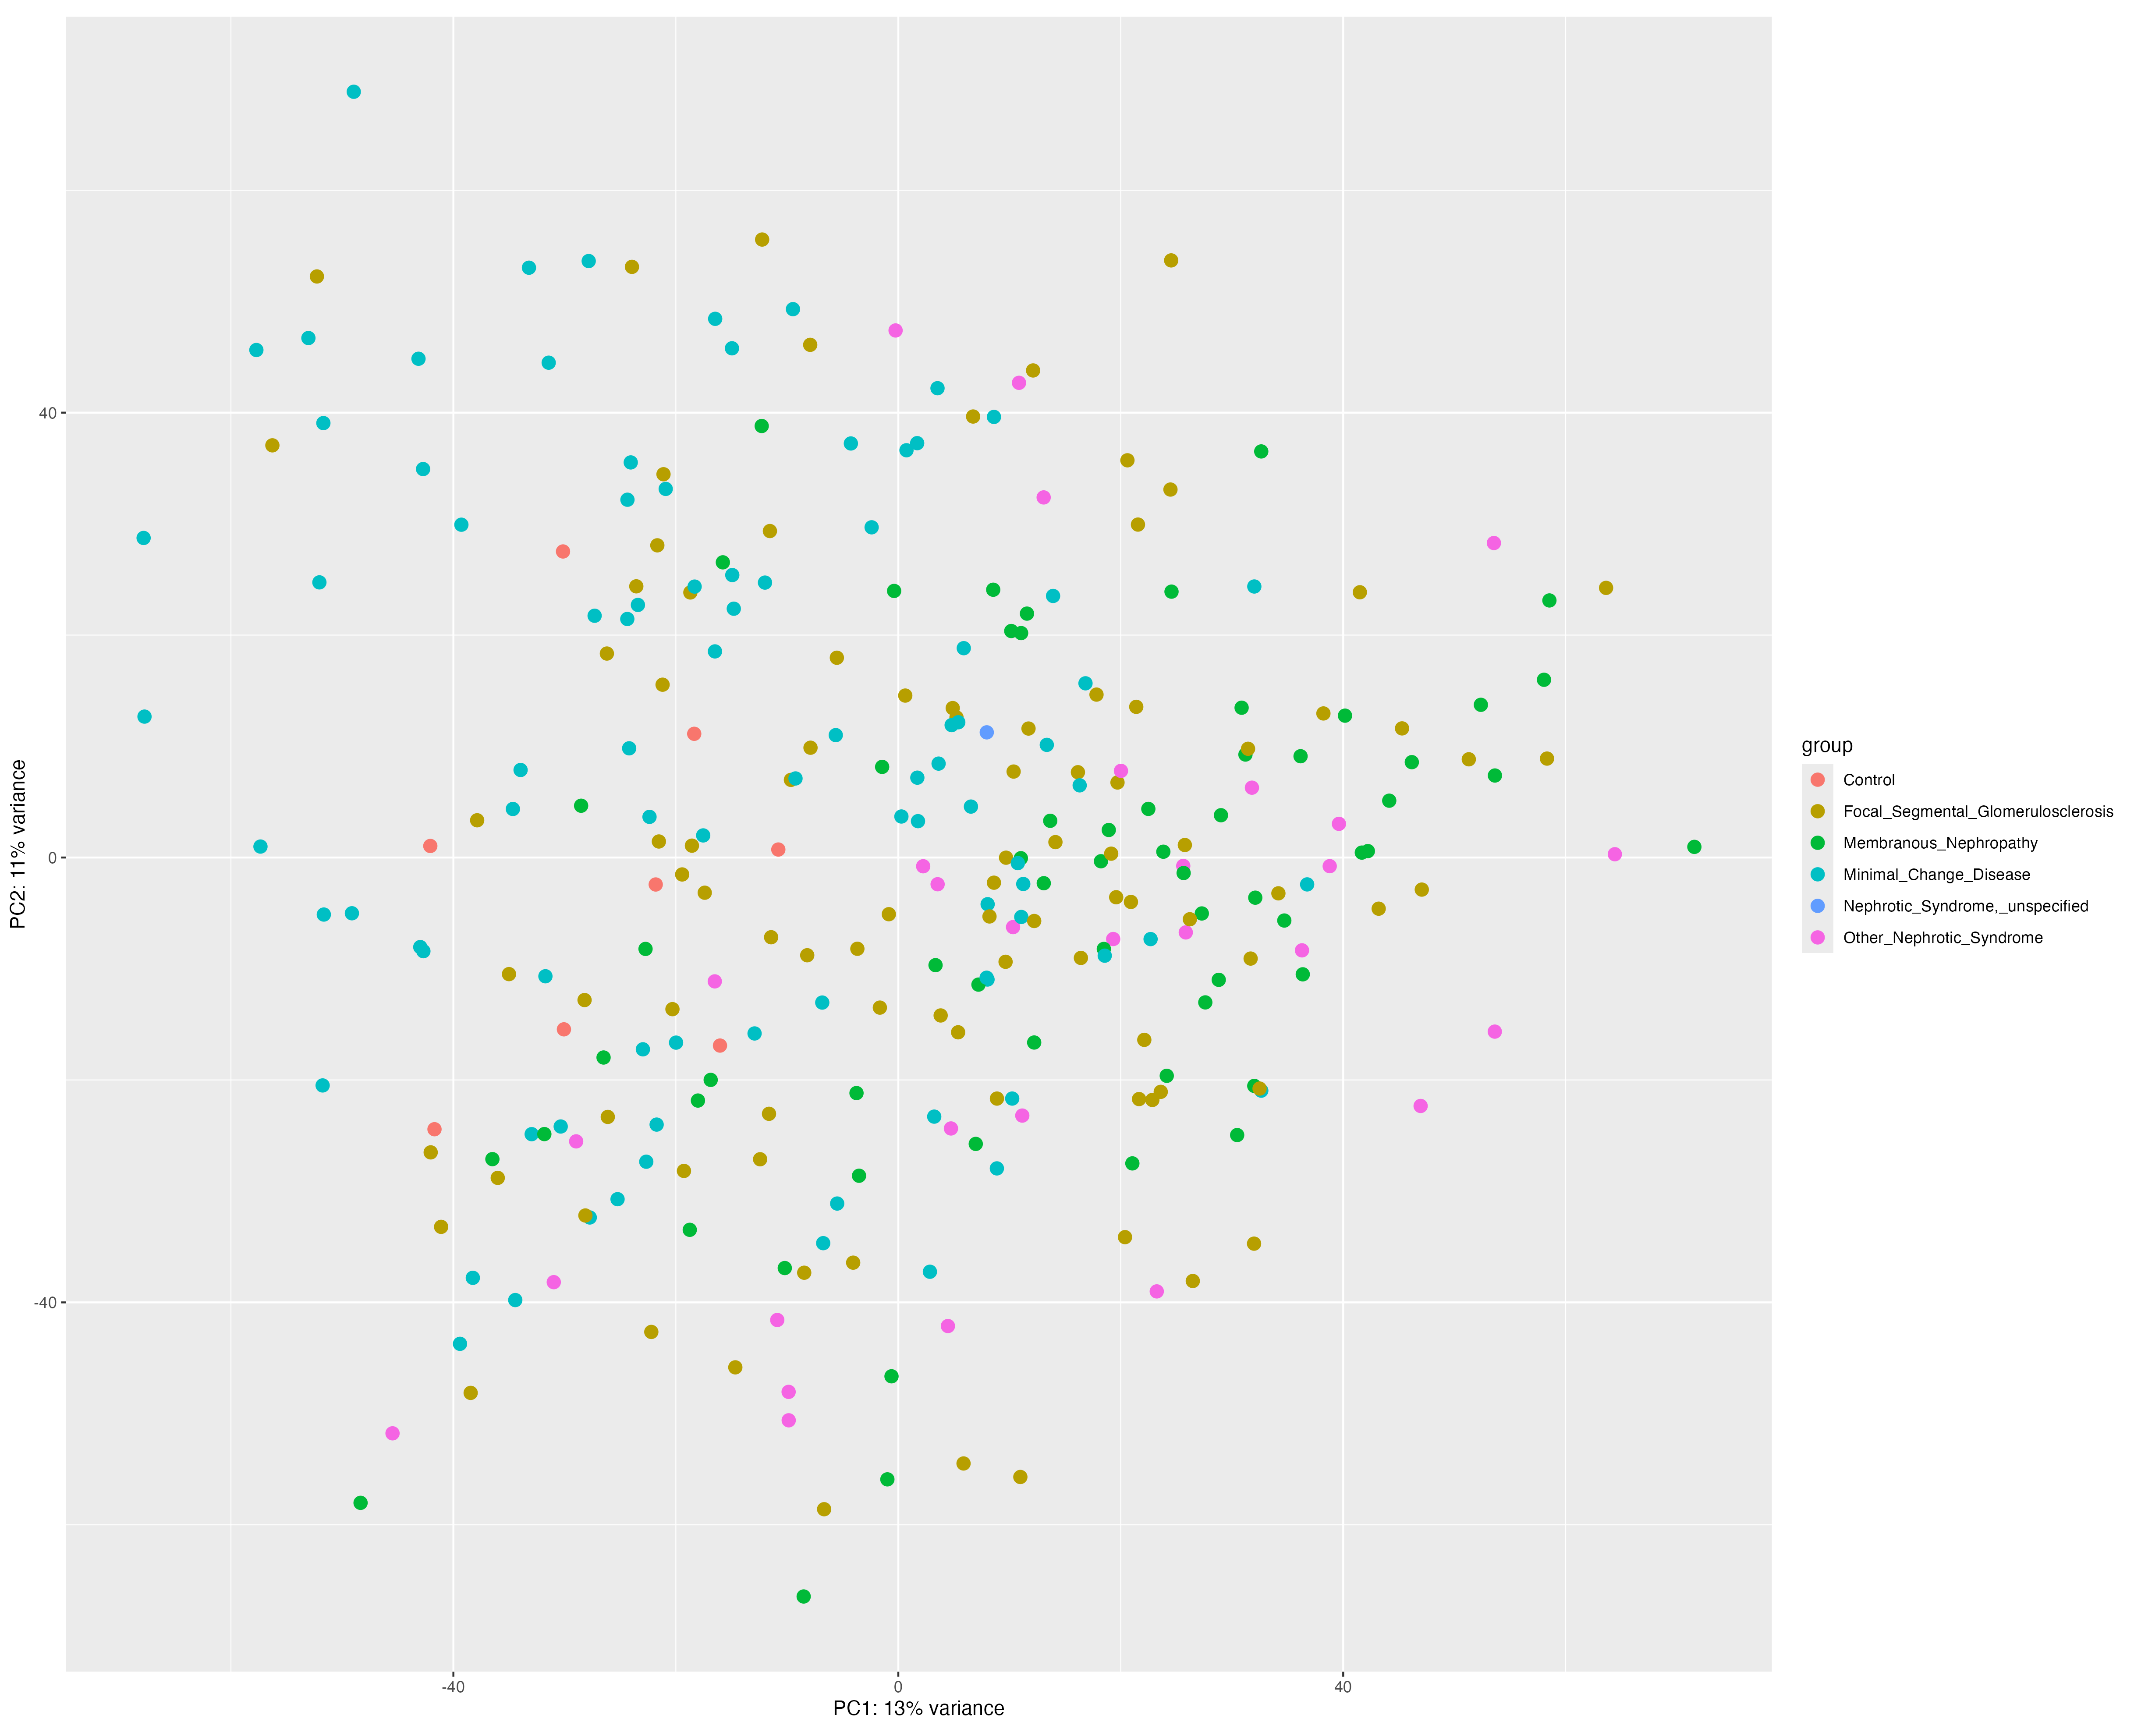 PC2: 11% variance
40
0
-40
-40
0
40
PC1: 13% variance
group
Control
Focal_Segmental_Glomerulosclerosis
Membranous_Nephropathy
Minimal_Change_Disease
Nephrotic_Syndrome,_unspecified
Other_Nephrotic_Syndrome